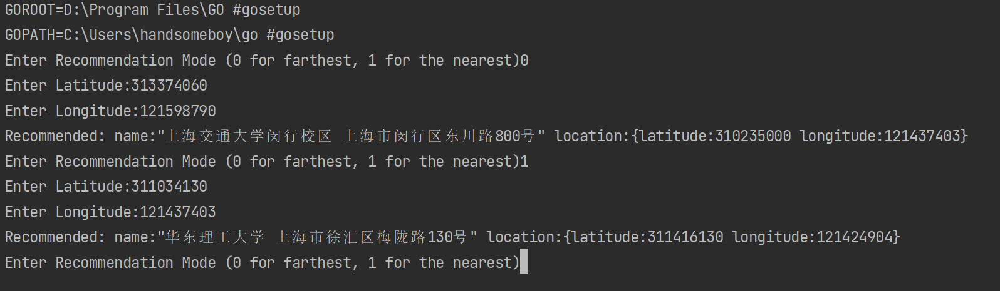 GOROOT=D:\Program Files\GO #gosetup
GOPATH=C:\Users\handsomeboy\go #gosetup
Enter Recommendation Mode (0 for farthest, 1 for the nearest)0
Enter Latitude:313374060
Enter Longitude:121598790
Recommended: name:"上海交通大学闵行校区 上海市闵行区东川路800号" location:{latitude:310235000 longitude:121437403}
Enter Recommendation Mode (0 for farthest, 1 for the nearest)1
Enter Latitude:311034130
Enter Longitude:121437403
Recommended: name:"华东理工大学 上海市徐汇区梅陇路130号" location:{latitude:311416130 longitude:121424904}
Enter Recommendation Mode (0 for farthest, 1 for the nearest)